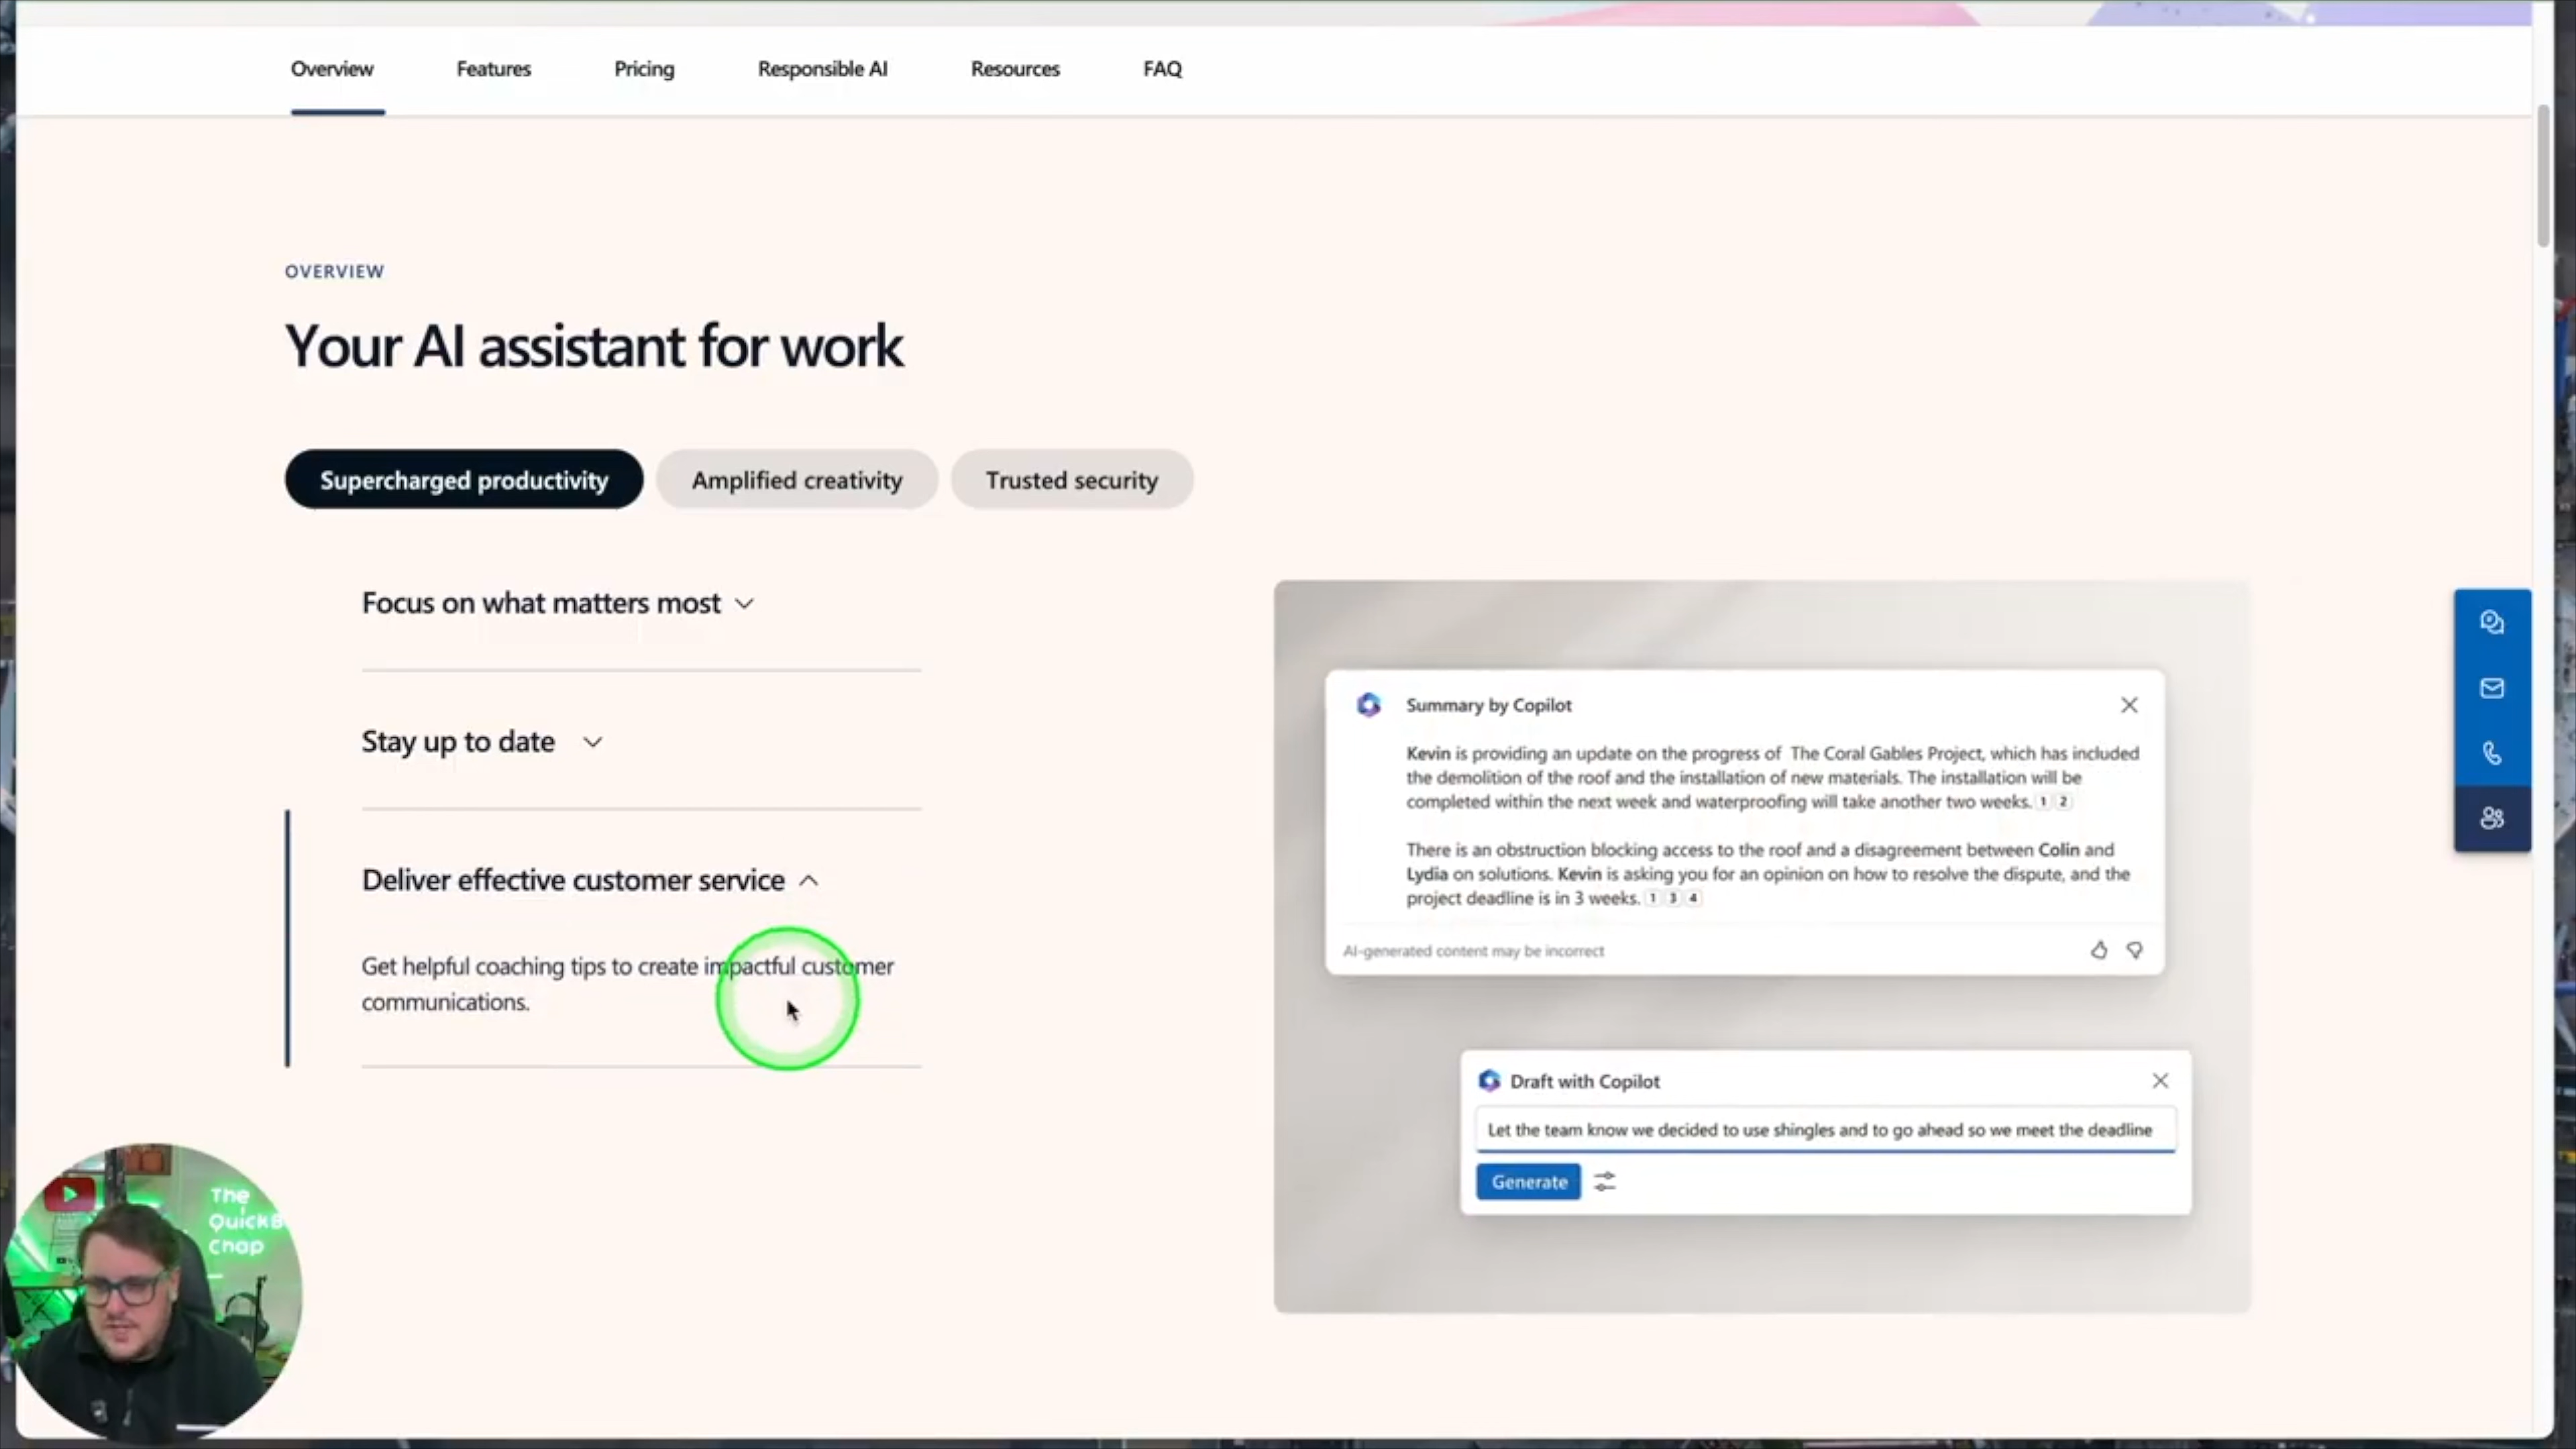 Overview Features Pricing Responsible AI Resources FAQ
OVERVIEW
Your AI assistant for work
Supercharged productivity Amplified creativity Trusted security
Focus on what matters most
Stay up to date
Deliver effective customer service
Get helpful coaching tips to create impactful customer
communications.
Summary by Copilot
Kevin is providing an update on the progress of The Coral Gables Project, which has included
the demolition of the roof and the installation of new materials. The installation will be
completed within the next week and waterproofing will take another two weeks. 1 2
There is an obstruction blocking access to the roof and a disagreement between Colin and
Lydia on solutions. Kevin is asking you for an opinion on how to resolve the dispute, and the
project deadline is in 3 weeks. 1 3 4
AI-generated content may be incorrect
Draft with Copilot
Let the team know we decided to use shingles and to go ahead so we meet the deadline
Generate
The
QuickB
Chap